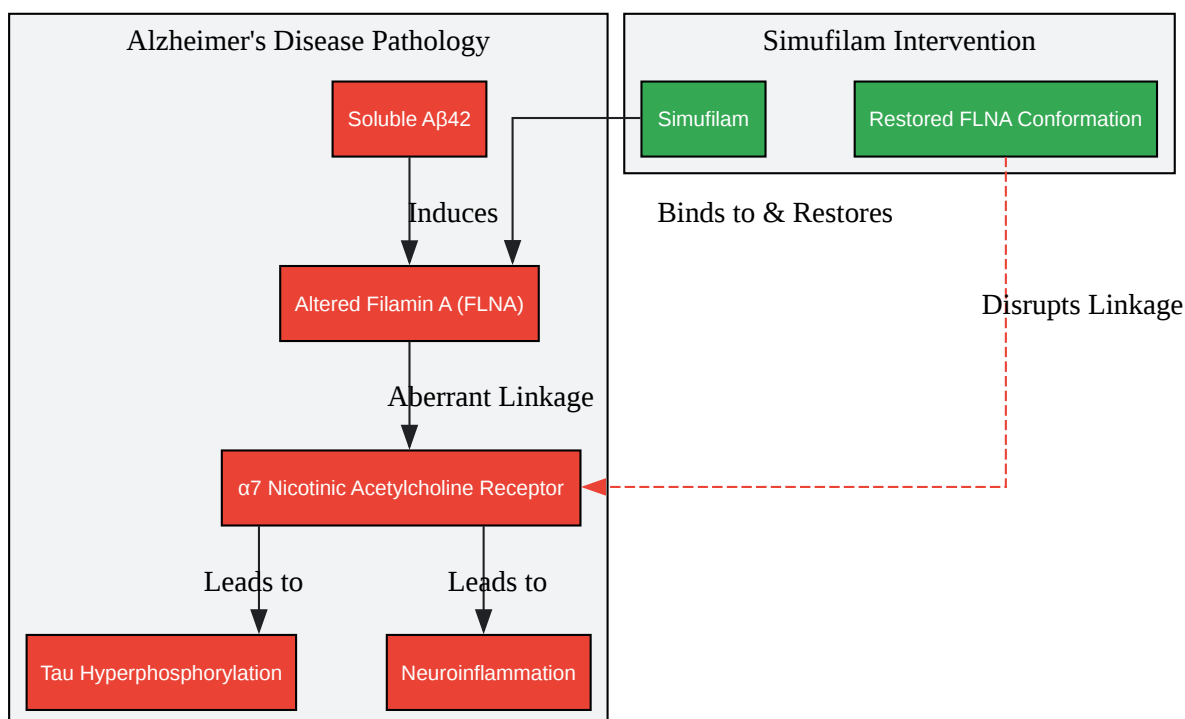 Alzheimer's Disease Pathology
Simufilam Intervention
Soluble Aβ42
Simufilam
Restored FLNA Conformation
Induces
Binds to & Restores
Altered Filamin A (FLNA)
Disrupts Linkage
Aberrant Linkage
α7 Nicotinic Acetylcholine Receptor
Leads to
Leads to
Tau Hyperphosphorylation
Neuroinflammation